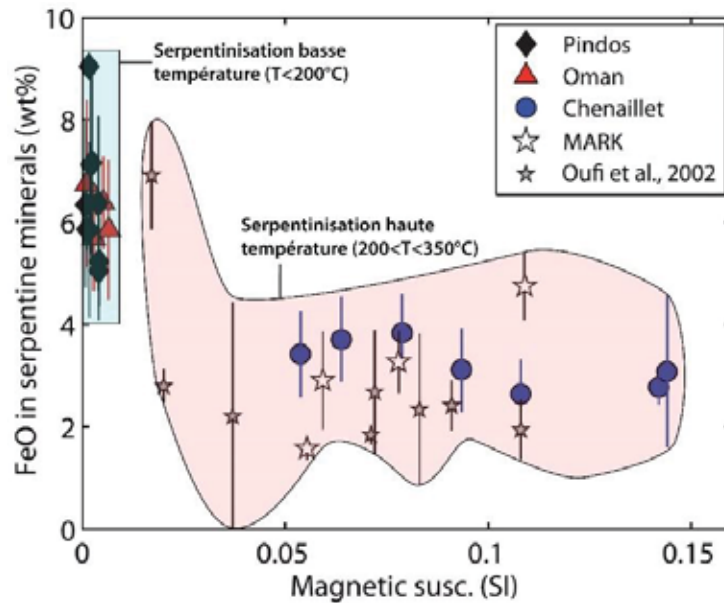 10
8
6
4
2
0
FeO in serpentine minerals (wt%)
Serpentinisation basse
température (T<200°C)
Serpentinisation haute
température (200<T<350°C)
Pindos
Oman
Chenaillet
MARK
Oufi et al., 2002
0
0.05
0.1
0.15
Magnetic susc. (SI)